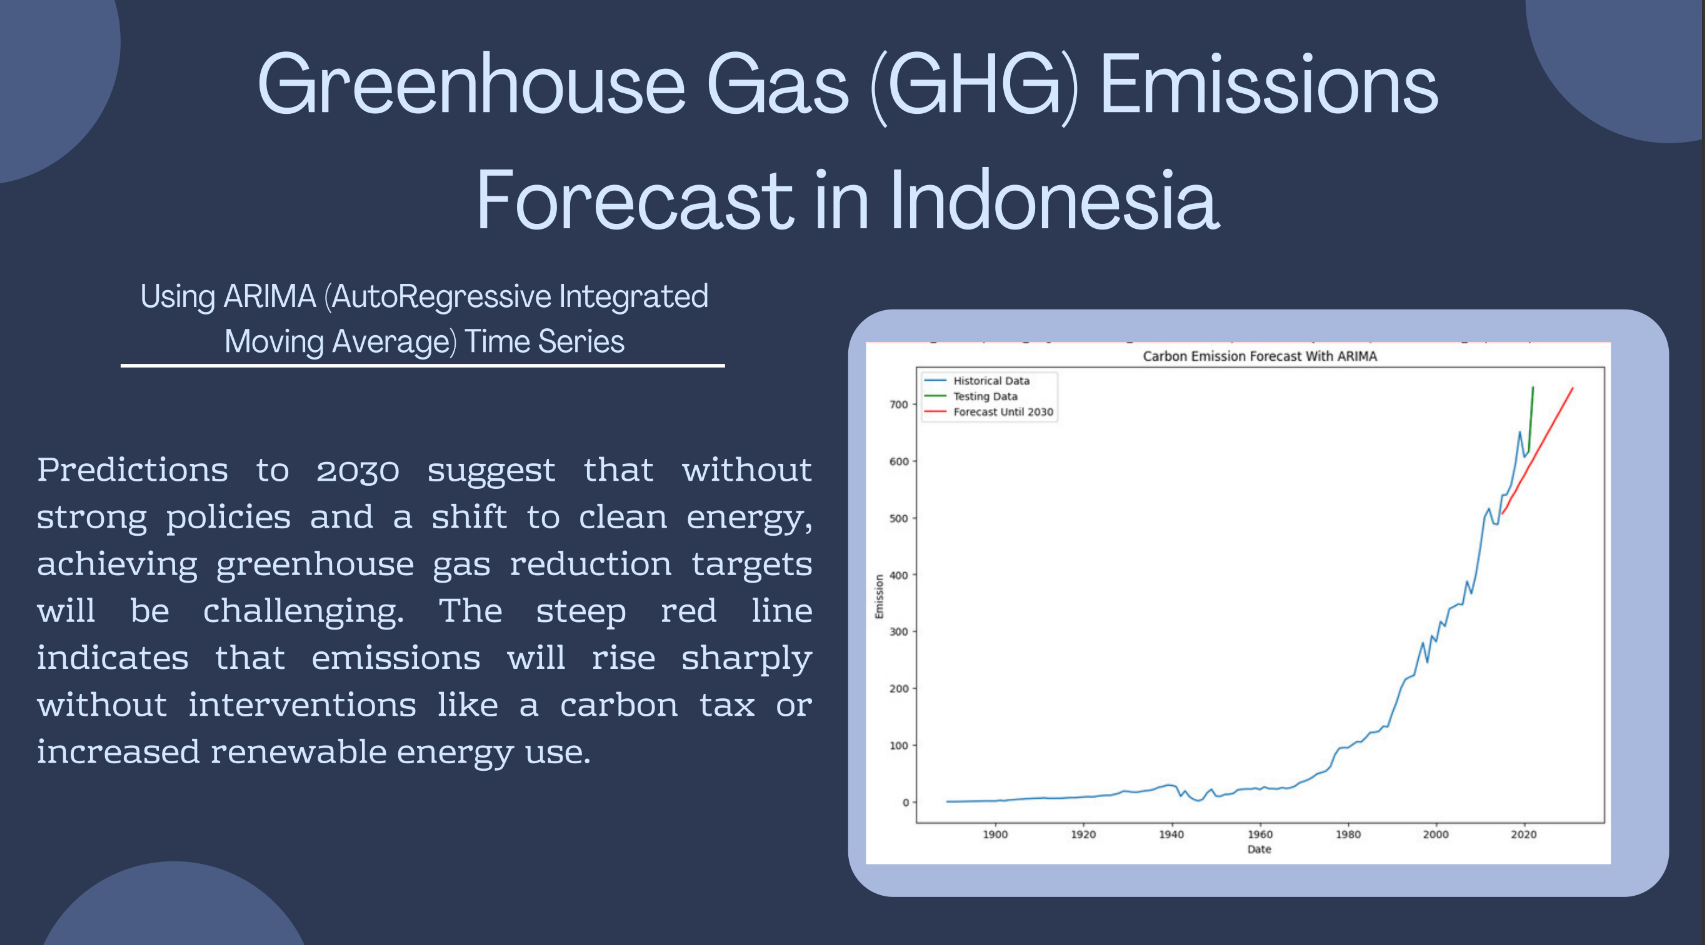 Greenhouse Gas (GHG) Emissions
Forecast in Indonesia
Using ARIMA (AutoRegressive Integrated
Moving Average) Time Series
Predictions to 2030 suggest that without
strong policies and a shift to clean energy,
achieving greenhouse gas reduction targets
will be challenging. The steep red line
indicates that emissions will rise sharply
without interventions like a carbon tax or
increased renewable energy use.
Carbon Emission Forecast With ARIMA
Historical Data
Testing Data
Forecast Until 2030
Emission
700
600
500
400
300
200
100
0
1900 1920 1940 1960 1980 2000 2020
Date